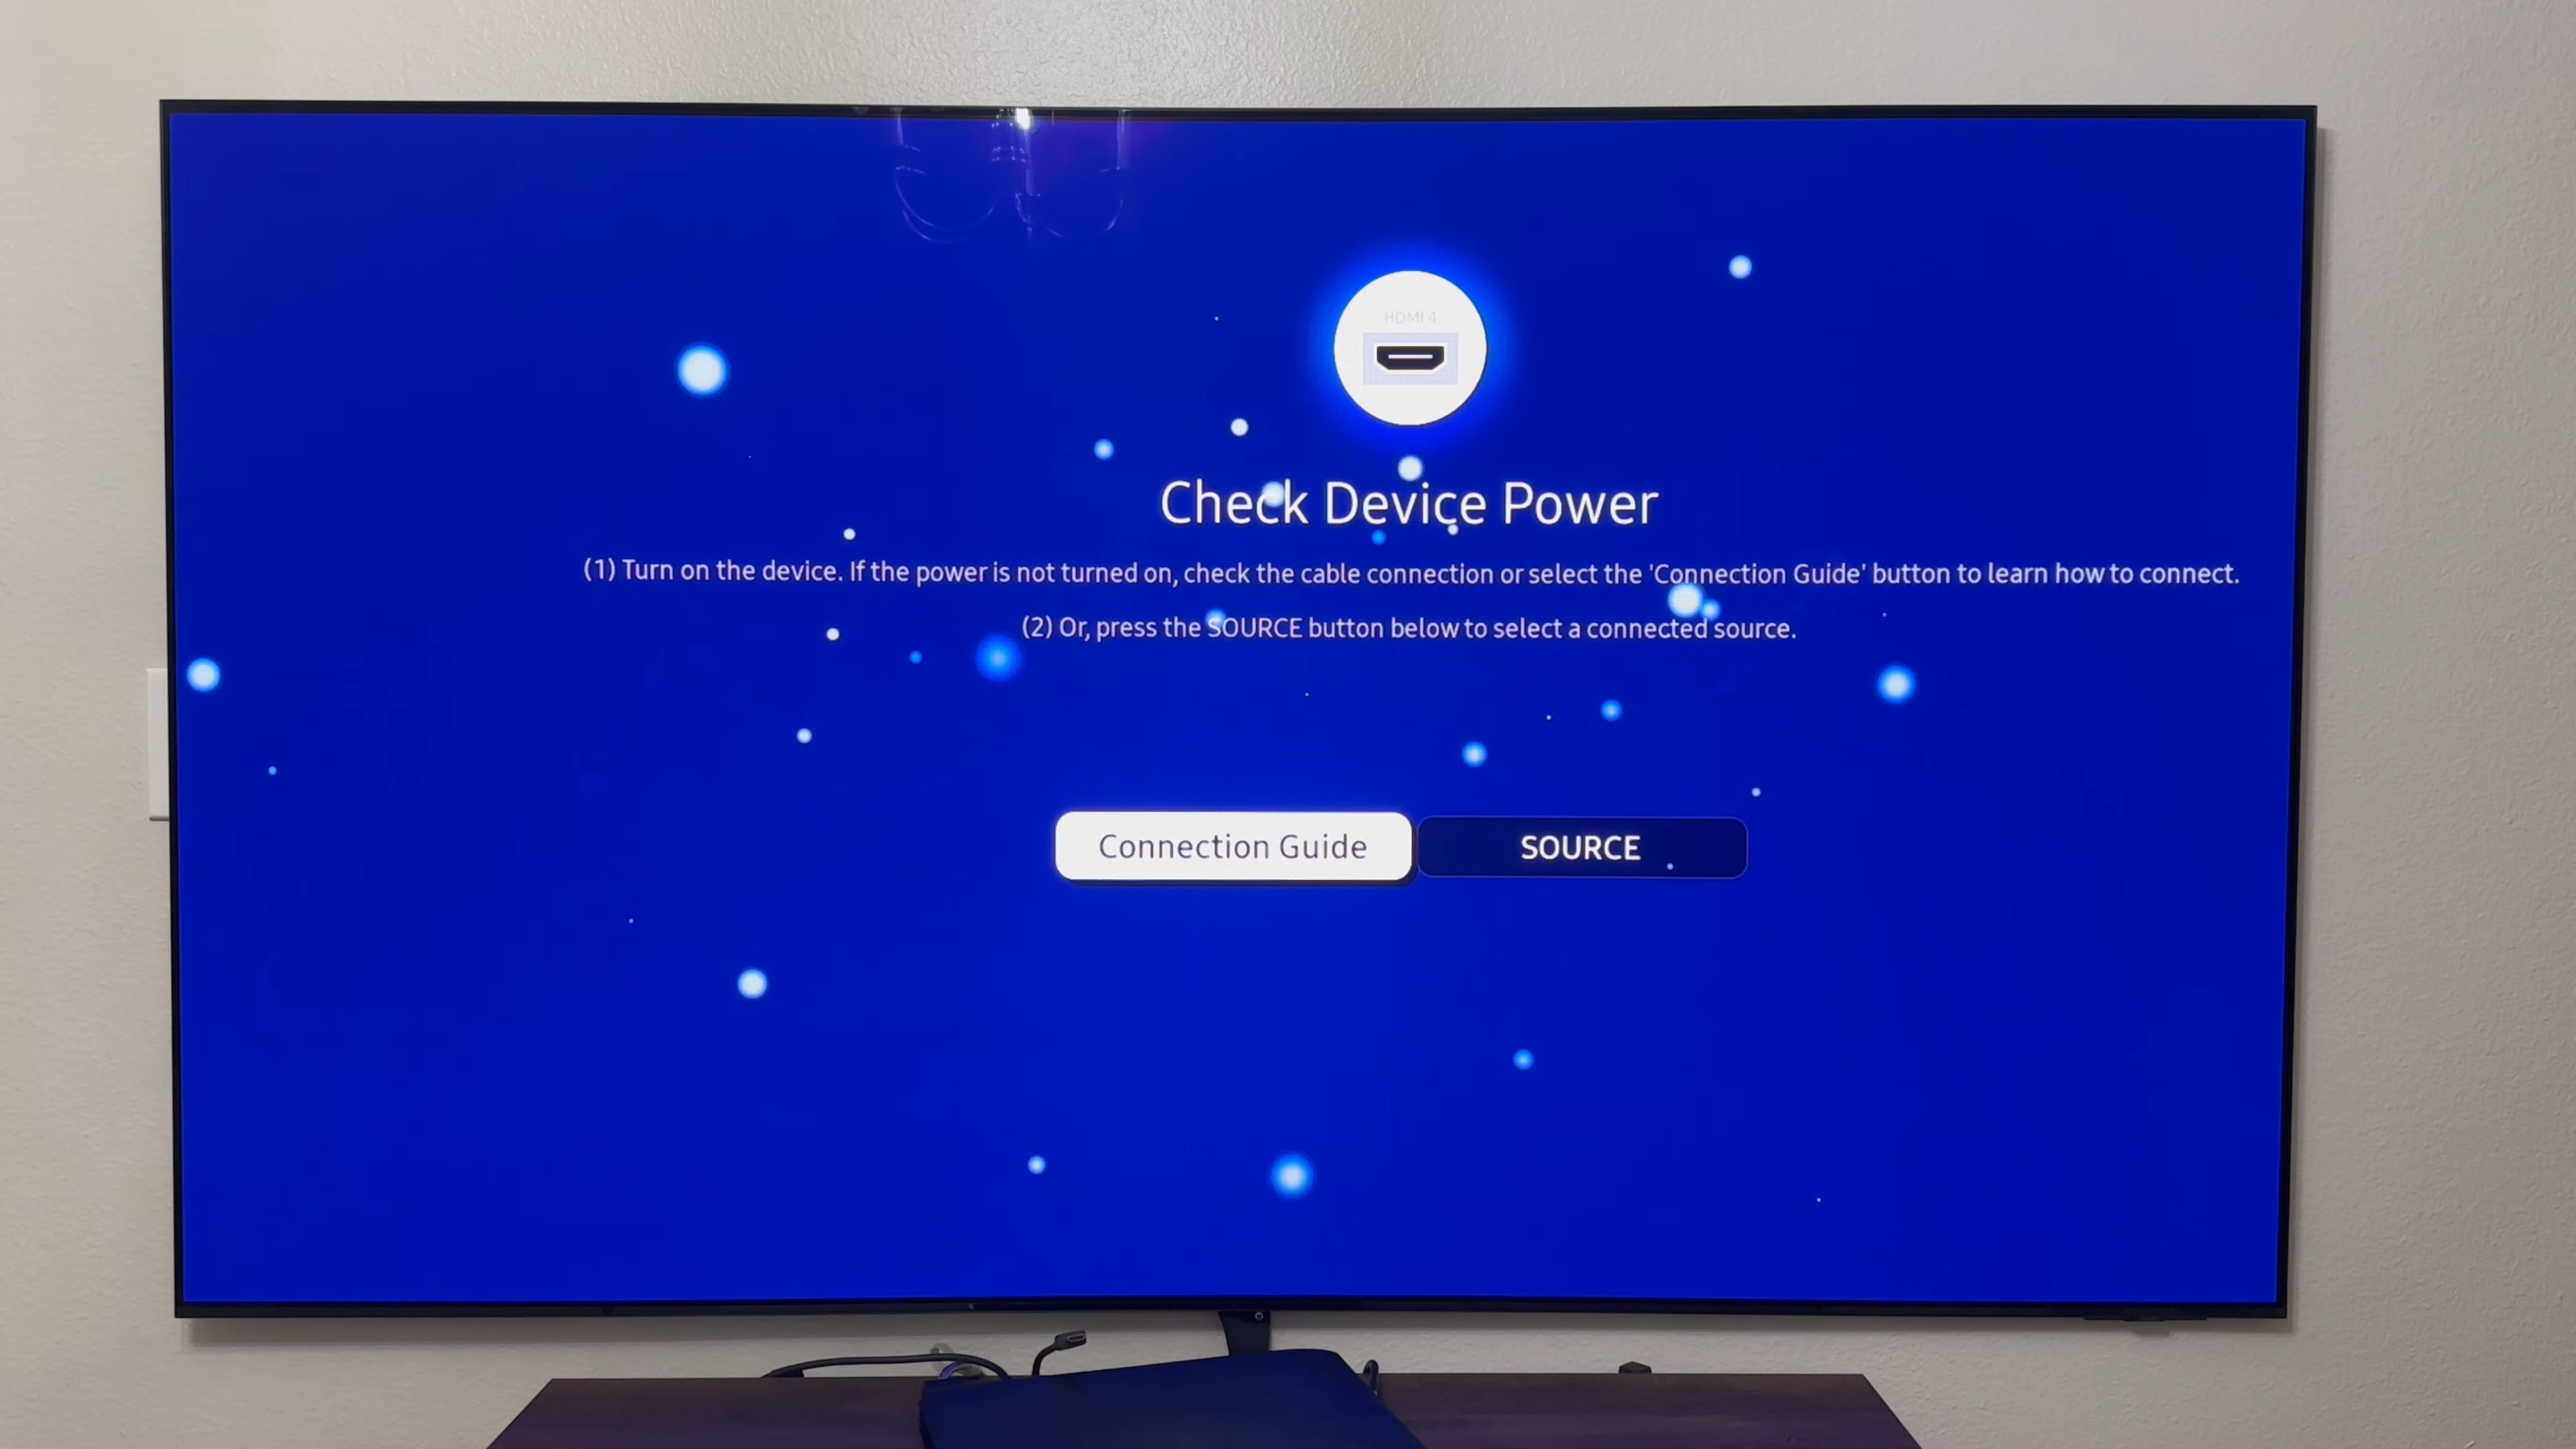 HDMI 4
Check Device Power
(1) Turn on the device. If the power is not turned on, check the cable connection or select the 'Connection Guide' button to learn how to connect.
(2) Or, press the SOURCE button below to select a connected source.
Connection Guide
SOURCE